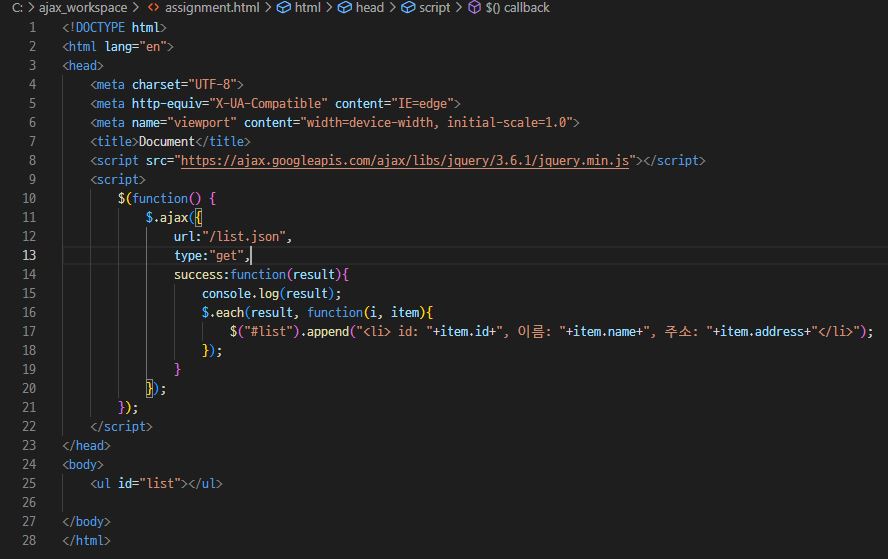 C: > ajax_workspace > <> assignment.html > html > head > script > $() callback
1 <!DOCTYPE html>
2 <html lang="en">
3 <head>
4 <meta charset="UTF-8">
5 <meta http-equiv="X-UA-Compatible" content="IE=edge">
6 <meta name="viewport" content="width=device-width, initial-scale=1.0">
7 <title>Document</title>
8 <script src="https://ajax.googleapis.com/ajax/libs/jquery/3.6.1/jquery.min.js"></script>
9 <script>
10 $(function() {
11 $.ajax({
12 url:"/list.json",
13 type:"get",
14 success:function(result){
15 console.log(result);
16 $.each(result, function(i, item){
17 $("#list").append("<li> id: "+item.id+", 이름: "+item.name+", 주소: "+item.address+"</li>");
18 });
19 }
20 });
21 });
22 </script>
23 </head>
24 <body>
25 <ul id="list"></ul>
26
27 </body>
28 </html>